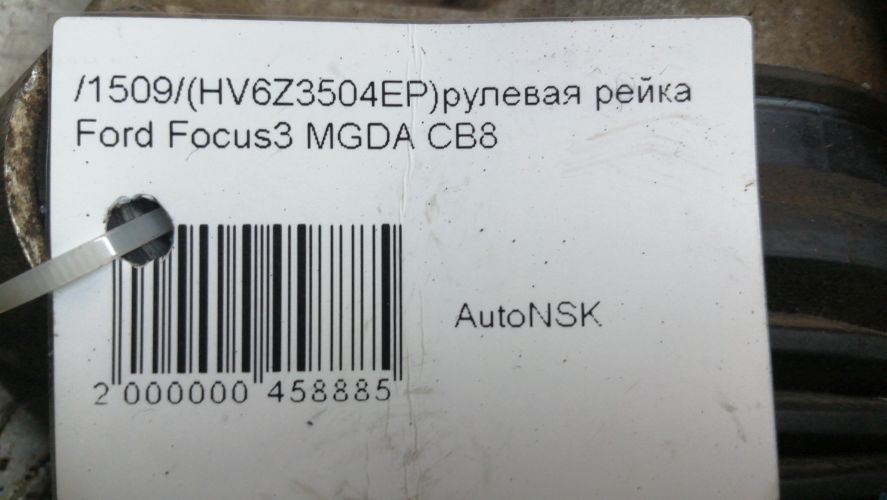 /1509/(HV6Z3504EP)рулевая рейка
Ford Focus3 MGDA CB8
AutoNSK
2 000000 458885